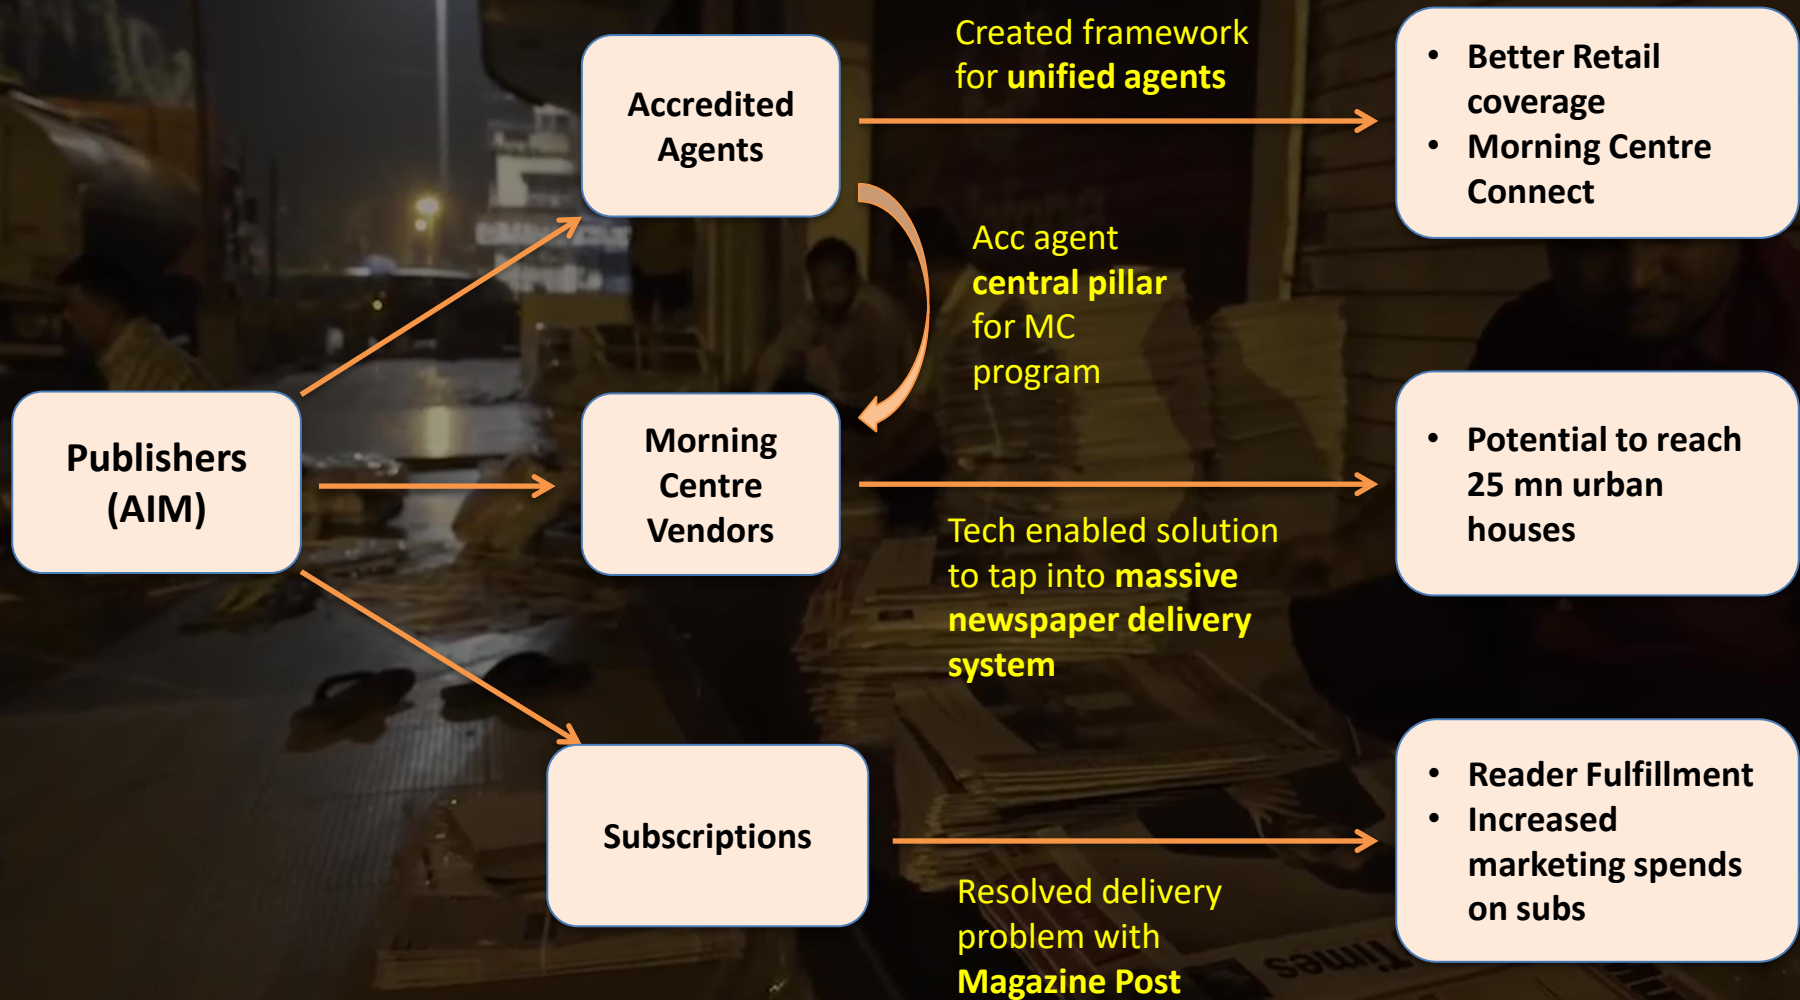 Publishers
(AIM)
Accredited
Agents
Created framework
for unified agents
• Better Retail
coverage
• Morning Centre
Connect
Acc agent
central pillar
for MC
program
Morning
Centre
Vendors
Tech enabled solution
to tap into massive
newspaper delivery
system
• Potential to reach
25 mn urban
houses
Subscriptions
Resolved delivery
problem with
Magazine Post
• Reader Fulfillment
• Increased
marketing spends
on subs
Times